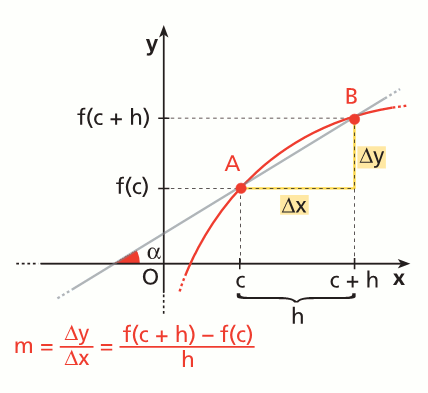 y
B
f(c + h)
Δy
A
f(c)
Δx
α
O
c
c + h
x
h
m = Δy/Δx = f(c + h) – f(c)/h